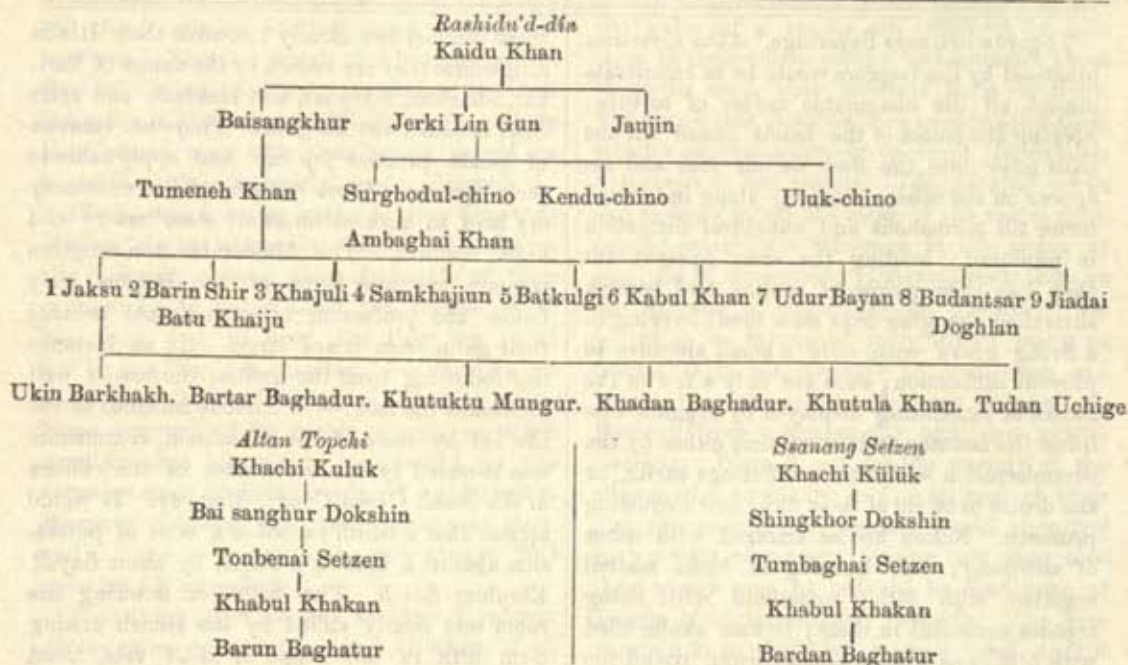 Rashidu'd-dín
Kaidu Khan
Baisangkhur Jerki Lin Gun Jaujin
Tumeneh Khan Surghodul-chino Kendu-chino Uluk-chino
Ambaghai Khan
1 Jaksu 2 Barin Shir 3 Khajuli 4 Samkhajiun 5 Batkulgi 6 Kabul Khan 7 Udur Bayan 8 Budantsar 9 Jiadai
Batu Khaiju Doghlan
Ukin Barkhakh. Bartar Baghadur. Khutuktu Mungur. Khadan Baghadur. Khutula Khan. Tudan Uchige
Altan Topchi
Khachi Kuluk
Bai sanghur Dokshin
Tonbenai Setzen
Khabul Khakan
Barun Baghatur
Ssanang Setzen
Khachi Külük
Shingkhor Dokshin
Tumbaghai Setzen
Khabul Khakan
Bardan Baghatur